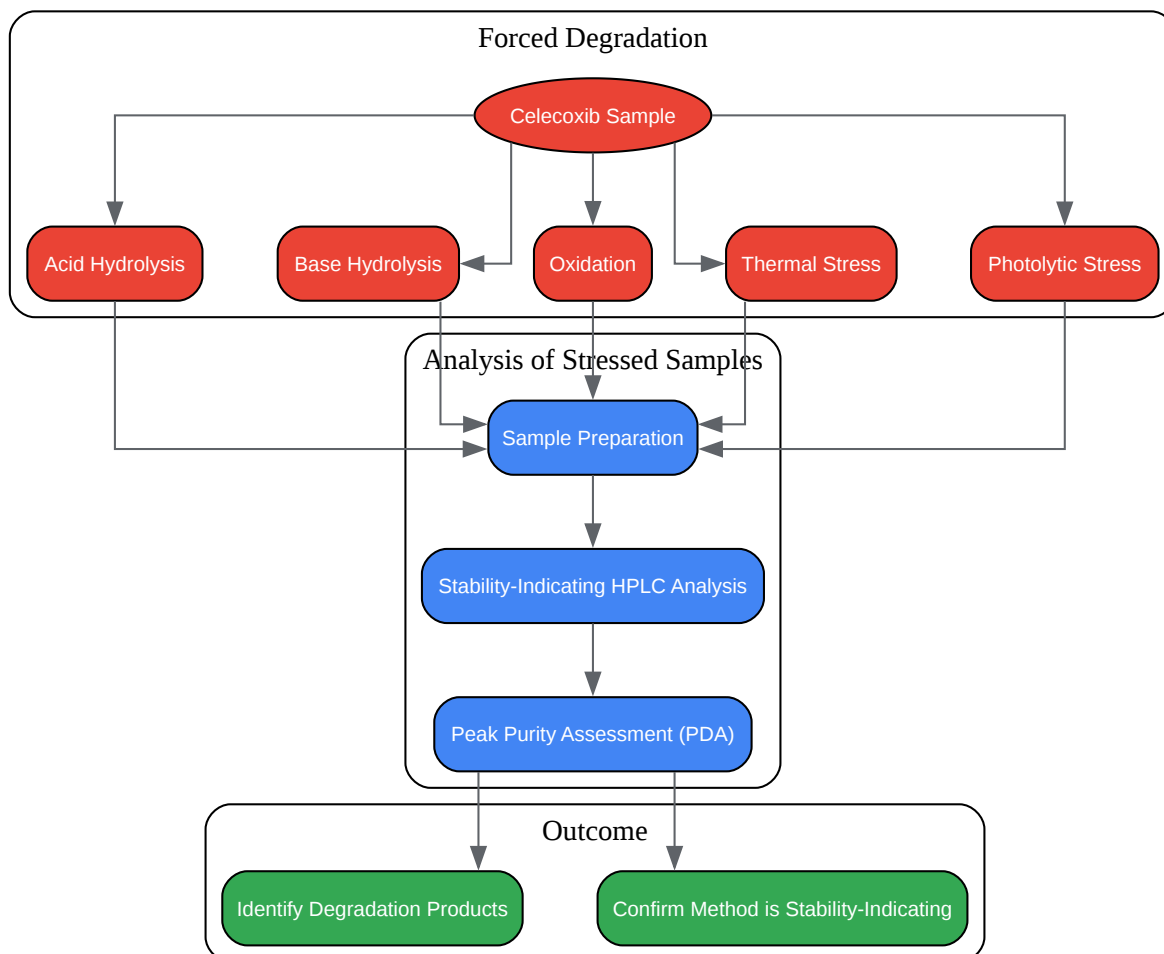 Forced Degradation
Celecoxib Sample
Acid Hydrolysis
Base Hydrolysis
Oxidation
Thermal Stress
Photolytic Stress
Analysis of Stressed Samples
Sample Preparation
Stability-Indicating HPLC Analysis
Peak Purity Assessment (PDA)
Outcome
Identify Degradation Products
Confirm Method is Stability-Indicating